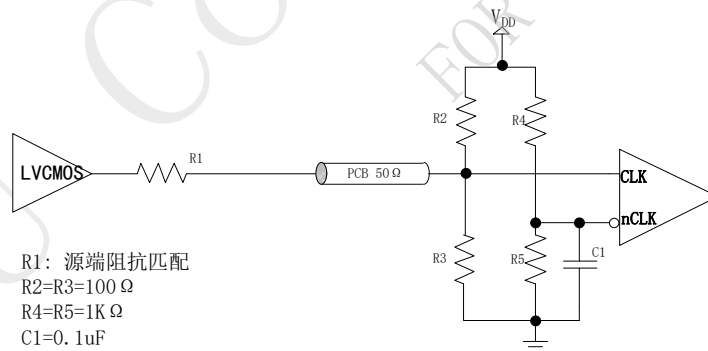 V_DD
R2
R4
LVCMOS
R1
PCB 50Ω
CLK
nCLK
R3
R5
C1
R1: 源端阻抗匹配
R2=R3=100Ω
R4=R5=1KΩ
C1=0.1uF
FOR